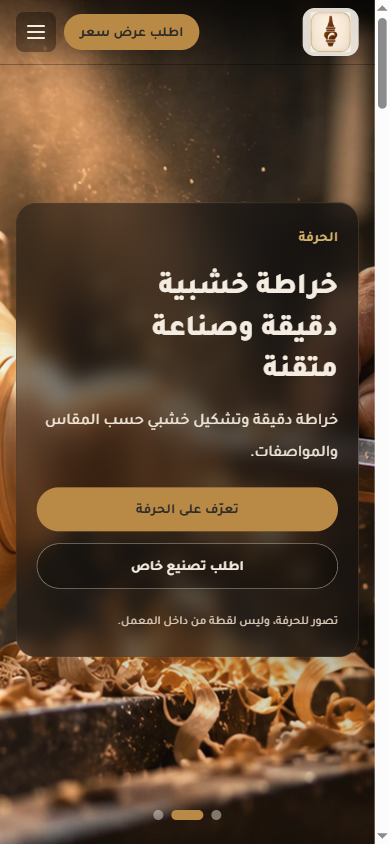 اطلب عرض سعر
الحرفة
خراطة خشبية
دقيقة وصناعة
متقنة
خراطة دقيقة وتشكيل خشبي حسب المقاس
والمواصفات.
تعرّف على الحرفة
اطلب تصنيع خاص
تصور للحرفة، وليس لقطة من داخل المعمل.